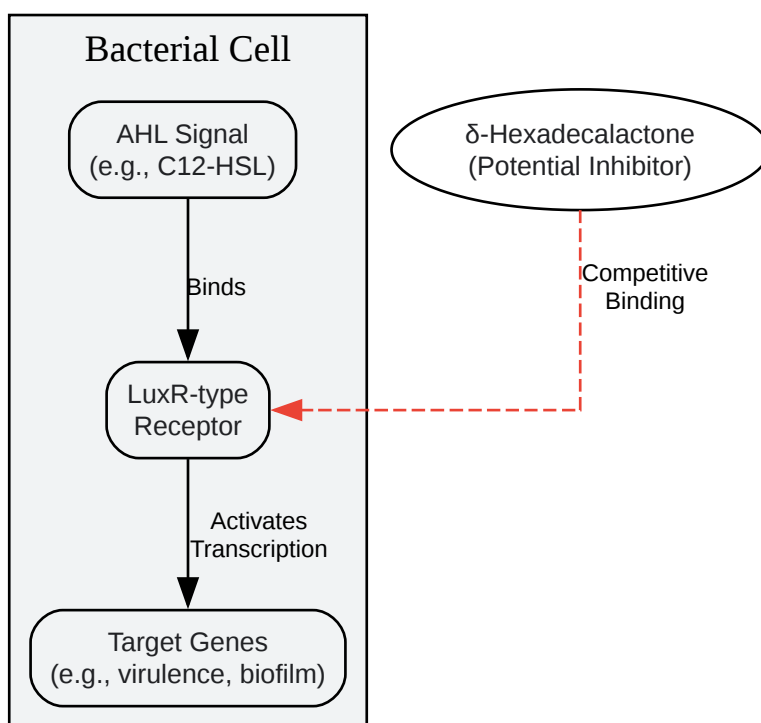 Bacterial Cell
AHL Signal
(e.g., C12-HSL)
δ-Hexadecalactone
(Potential Inhibitor)
Binds
Competitive
Binding
LuxR-type
Receptor
Activates
Transcription
Target Genes
(e.g., virulence, biofilm)